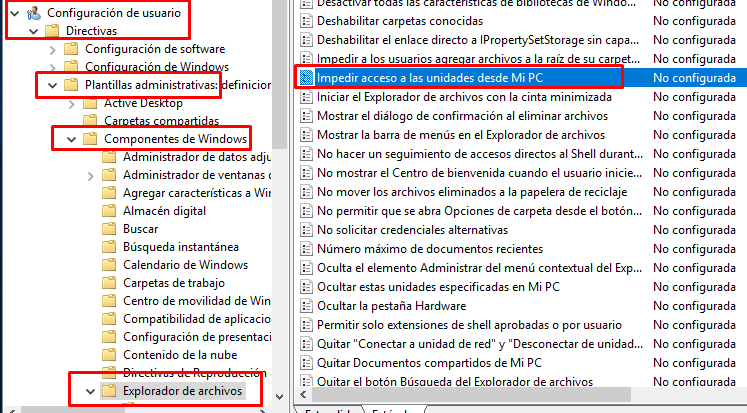 Configuración de usuario
Directivas
Configuración de software
Configuración de Windows
Plantillas administrativas: definicion
Active Desktop
Carpetas compartidas
Componentes de Windows
Administrador de datos adju
Administrador de ventanas d
Agregar características a Win
Almacén digital
Buscar
Búsqueda instantánea
Calendario de Windows
Carpetas de trabajo
Centro de movilidad de Win
Compatibilidad de aplicacio
Configuración de presentaci
Contenido de la nube
Directivas de Reproducción a
Explorador de archivos
Desactivar todas las características de bibliotecas de Windo... No configurada
Deshabilitar carpetas conocidas No configurada
Deshabilitar el enlace directo a IPropertySetStorage sin capa... No configurada
Impedir a los usuarios agregar archivos a la raíz de su carpet... No configurada
Impedir acceso a las unidades desde Mi PC No configurada
Iniciar el Explorador de archivos con la cinta minimizada No configurada
Mostrar el diálogo de confirmación al eliminar archivos No configurada
Mostrar la barra de menús en el Explorador de archivos No configurada
No hacer un seguimiento de accesos directos al Shell durant... No configurada
No mostrar el Centro de bienvenida cuando el usuario inicie... No configurada
No mover los archivos eliminados a la papelera de reciclaje No configurada
No permitir que se abra Opciones de carpeta desde el botón... No configurada
No solicitar credenciales alternativas No configurada
Número máximo de documentos recientes No configurada
Oculta el elemento Administrar del menú contextual del Exp... No configurada
Ocultar estas unidades especificadas en Mi PC No configurada
Ocultar la pestaña Hardware No configurada
Permitir solo extensiones de shell aprobadas o por usuario No configurada
Quitar "Conectar a unidad de red" y "Desconectar de unidad... No configurada
Quitar Documentos compartidos de Mi PC No configurada
Quitar el botón Búsqueda del Explorador de archivos No configurada